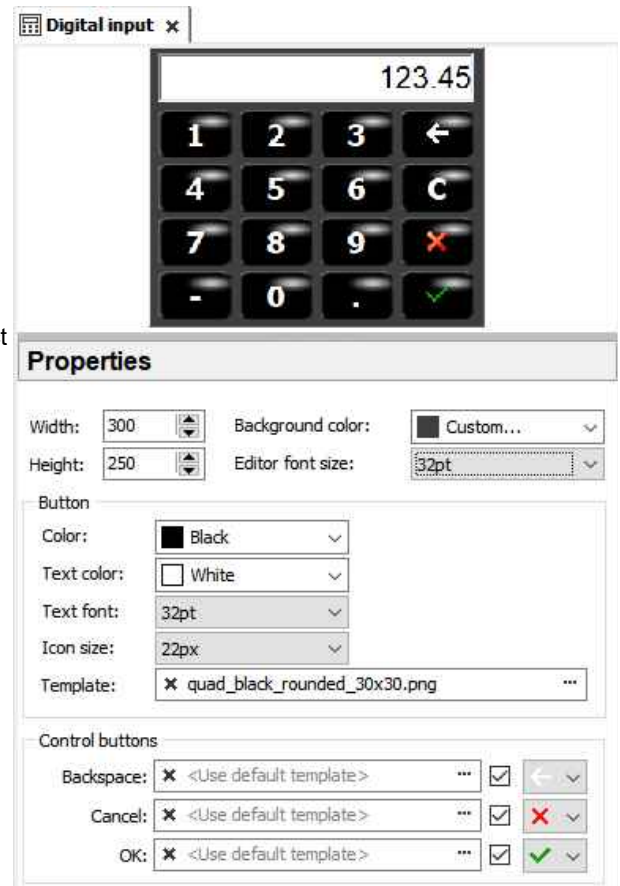 Digital input
123.45
1 2 3
4 5 6 C
7 8 9
- 0 .
t
Properties
Width: 300 Background color: Custom...
Height: 250 Editor font size: 32pt
Button
Color: Black
Text color: White
Text font: 32pt
Icon size: 22px
Template: quad_black_rounded_30x30.png ...
Control buttons
Backspace: <Use default template> ...
Cancel: <Use default template> ...
OK: <Use default template> ...